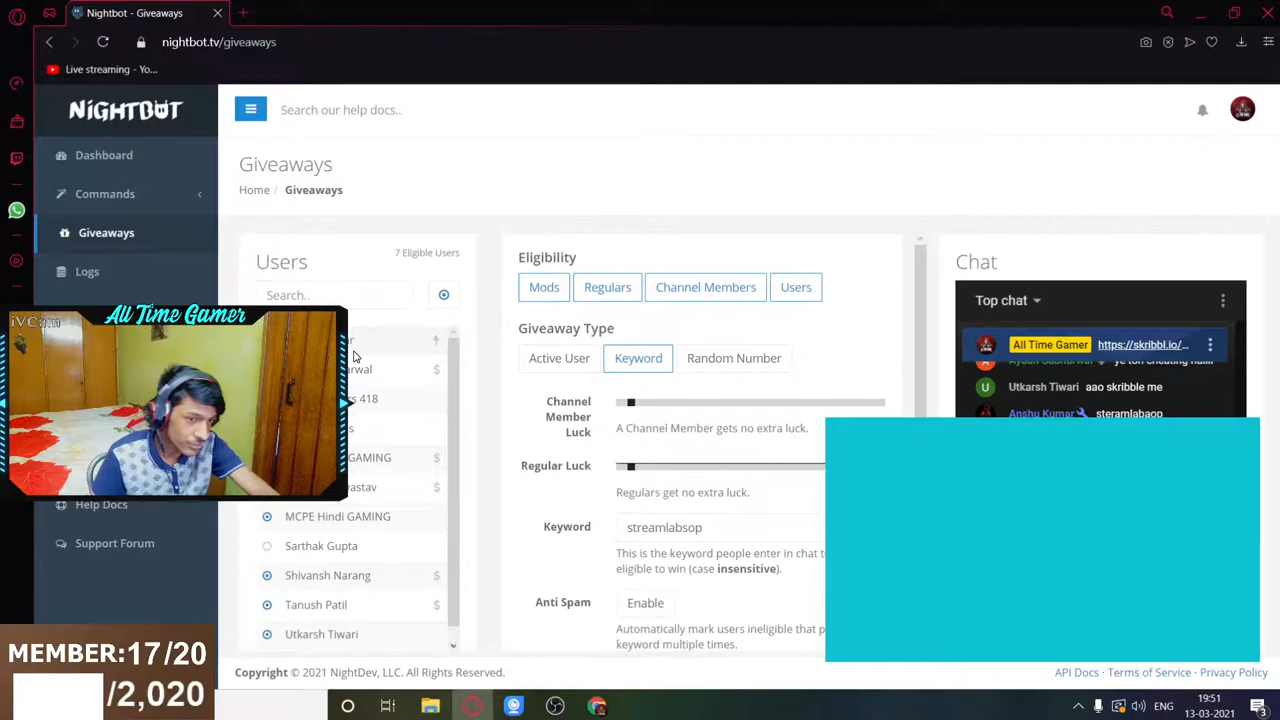 Nightbot - Giveaways
nightbot.tv/giveaways
Live streaming - Yo...
NiGHTBOT
Search our help docs..
Dashboard
Commands
Giveaways
Logs
Help Docs
Support Forum
Giveaways
Home / Giveaways
Users
7 Eligible Users
Search..
418
GAMING
MCPE Hindi GAMING
Sarthak Gupta
Shivansh Narang
Tanush Patil
Utkarsh Tiwari
Eligibility
Mods Regulars Channel Members Users
Giveaway Type
Active User Keyword Random Number
Channel
Member
Luck
A Channel Member gets no extra luck.
Regular Luck
Regulars get no extra luck.
Keyword
streamlabsop
This is the keyword people enter in chat to
eligible to win (case insensitive).
Anti Spam
Enable
Automatically mark users ineligible that p
keyword multiple times.
Chat
Top chat
All Time Gamer https://skribbl.io/...
Utkarsh Tiwari aao skribble me
Anshu Kumar steramlabaop
iVCam
All Time Gamer
MEMBER:17/20
/2,020
Copyright © 2021 NightDev, LLC. All Rights Reserved.
API Docs · Terms of Service · Privacy Policy
ENG
19:51
13-03-2021
3